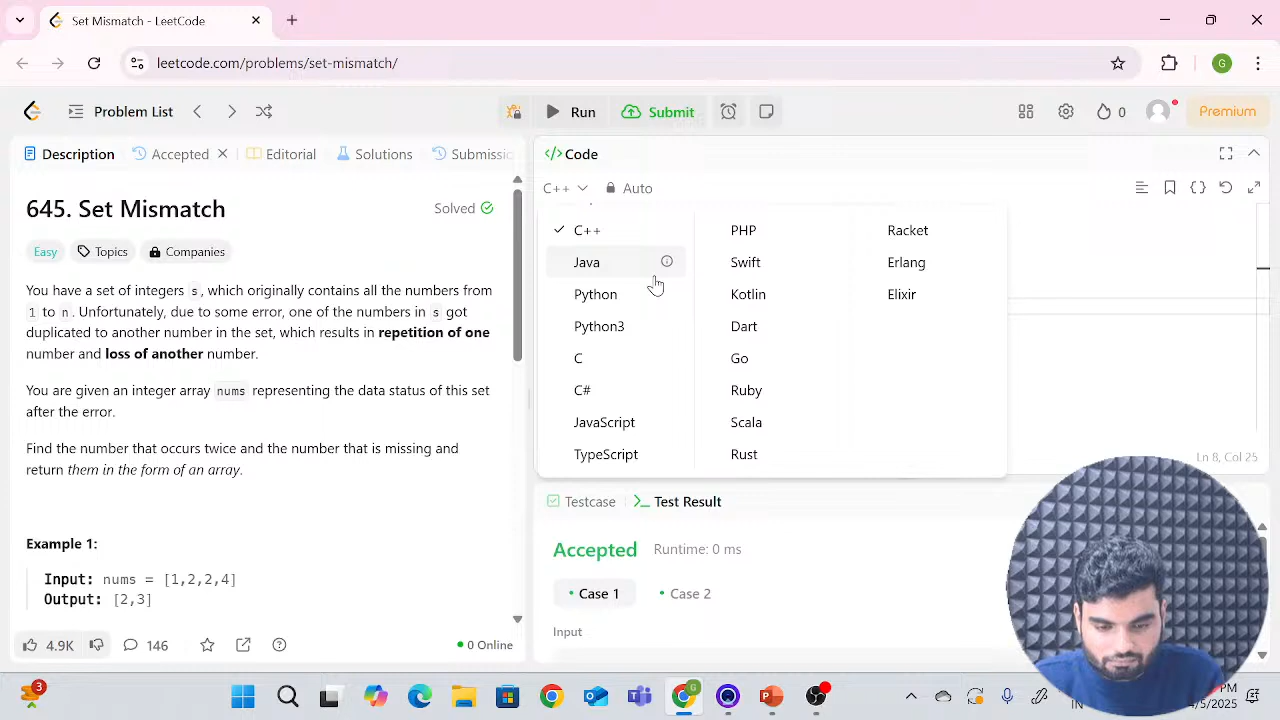 Set Mismatch - LeetCode
leetcode.com/problems/set-mismatch/
G
Problem List
Run
Submit
0
Premium
Description
Accepted
Editorial
Solutions
Submissic
</> Code
C++
Auto
645. Set Mismatch
Solved
Easy
Topics
Companies
You have a set of integers s, which originally contains all the numbers from
1 to n. Unfortunately, due to some error, one of the numbers in s got
duplicated to another number in the set, which results in repetition of one
number and loss of another number.
You are given an integer array nums representing the data status of this set
after the error.
Find the number that occurs twice and the number that is missing and
return them in the form of an array.
Example 1:
Input: nums = [1,2,2,4]
Output: [2,3]
4.9K
146
0 Online
C++
Java
Python
Python3
C
C#
JavaScript
TypeScript
PHP
Swift
Kotlin
Dart
Go
Ruby
Scala
Rust
Racket
Erlang
Elixir
Ln 8, Col 25
Testcase
Test Result
Accepted
Runtime: 0 ms
Case 1
Case 2
Input
3
G
IN
PM
4/5/2025